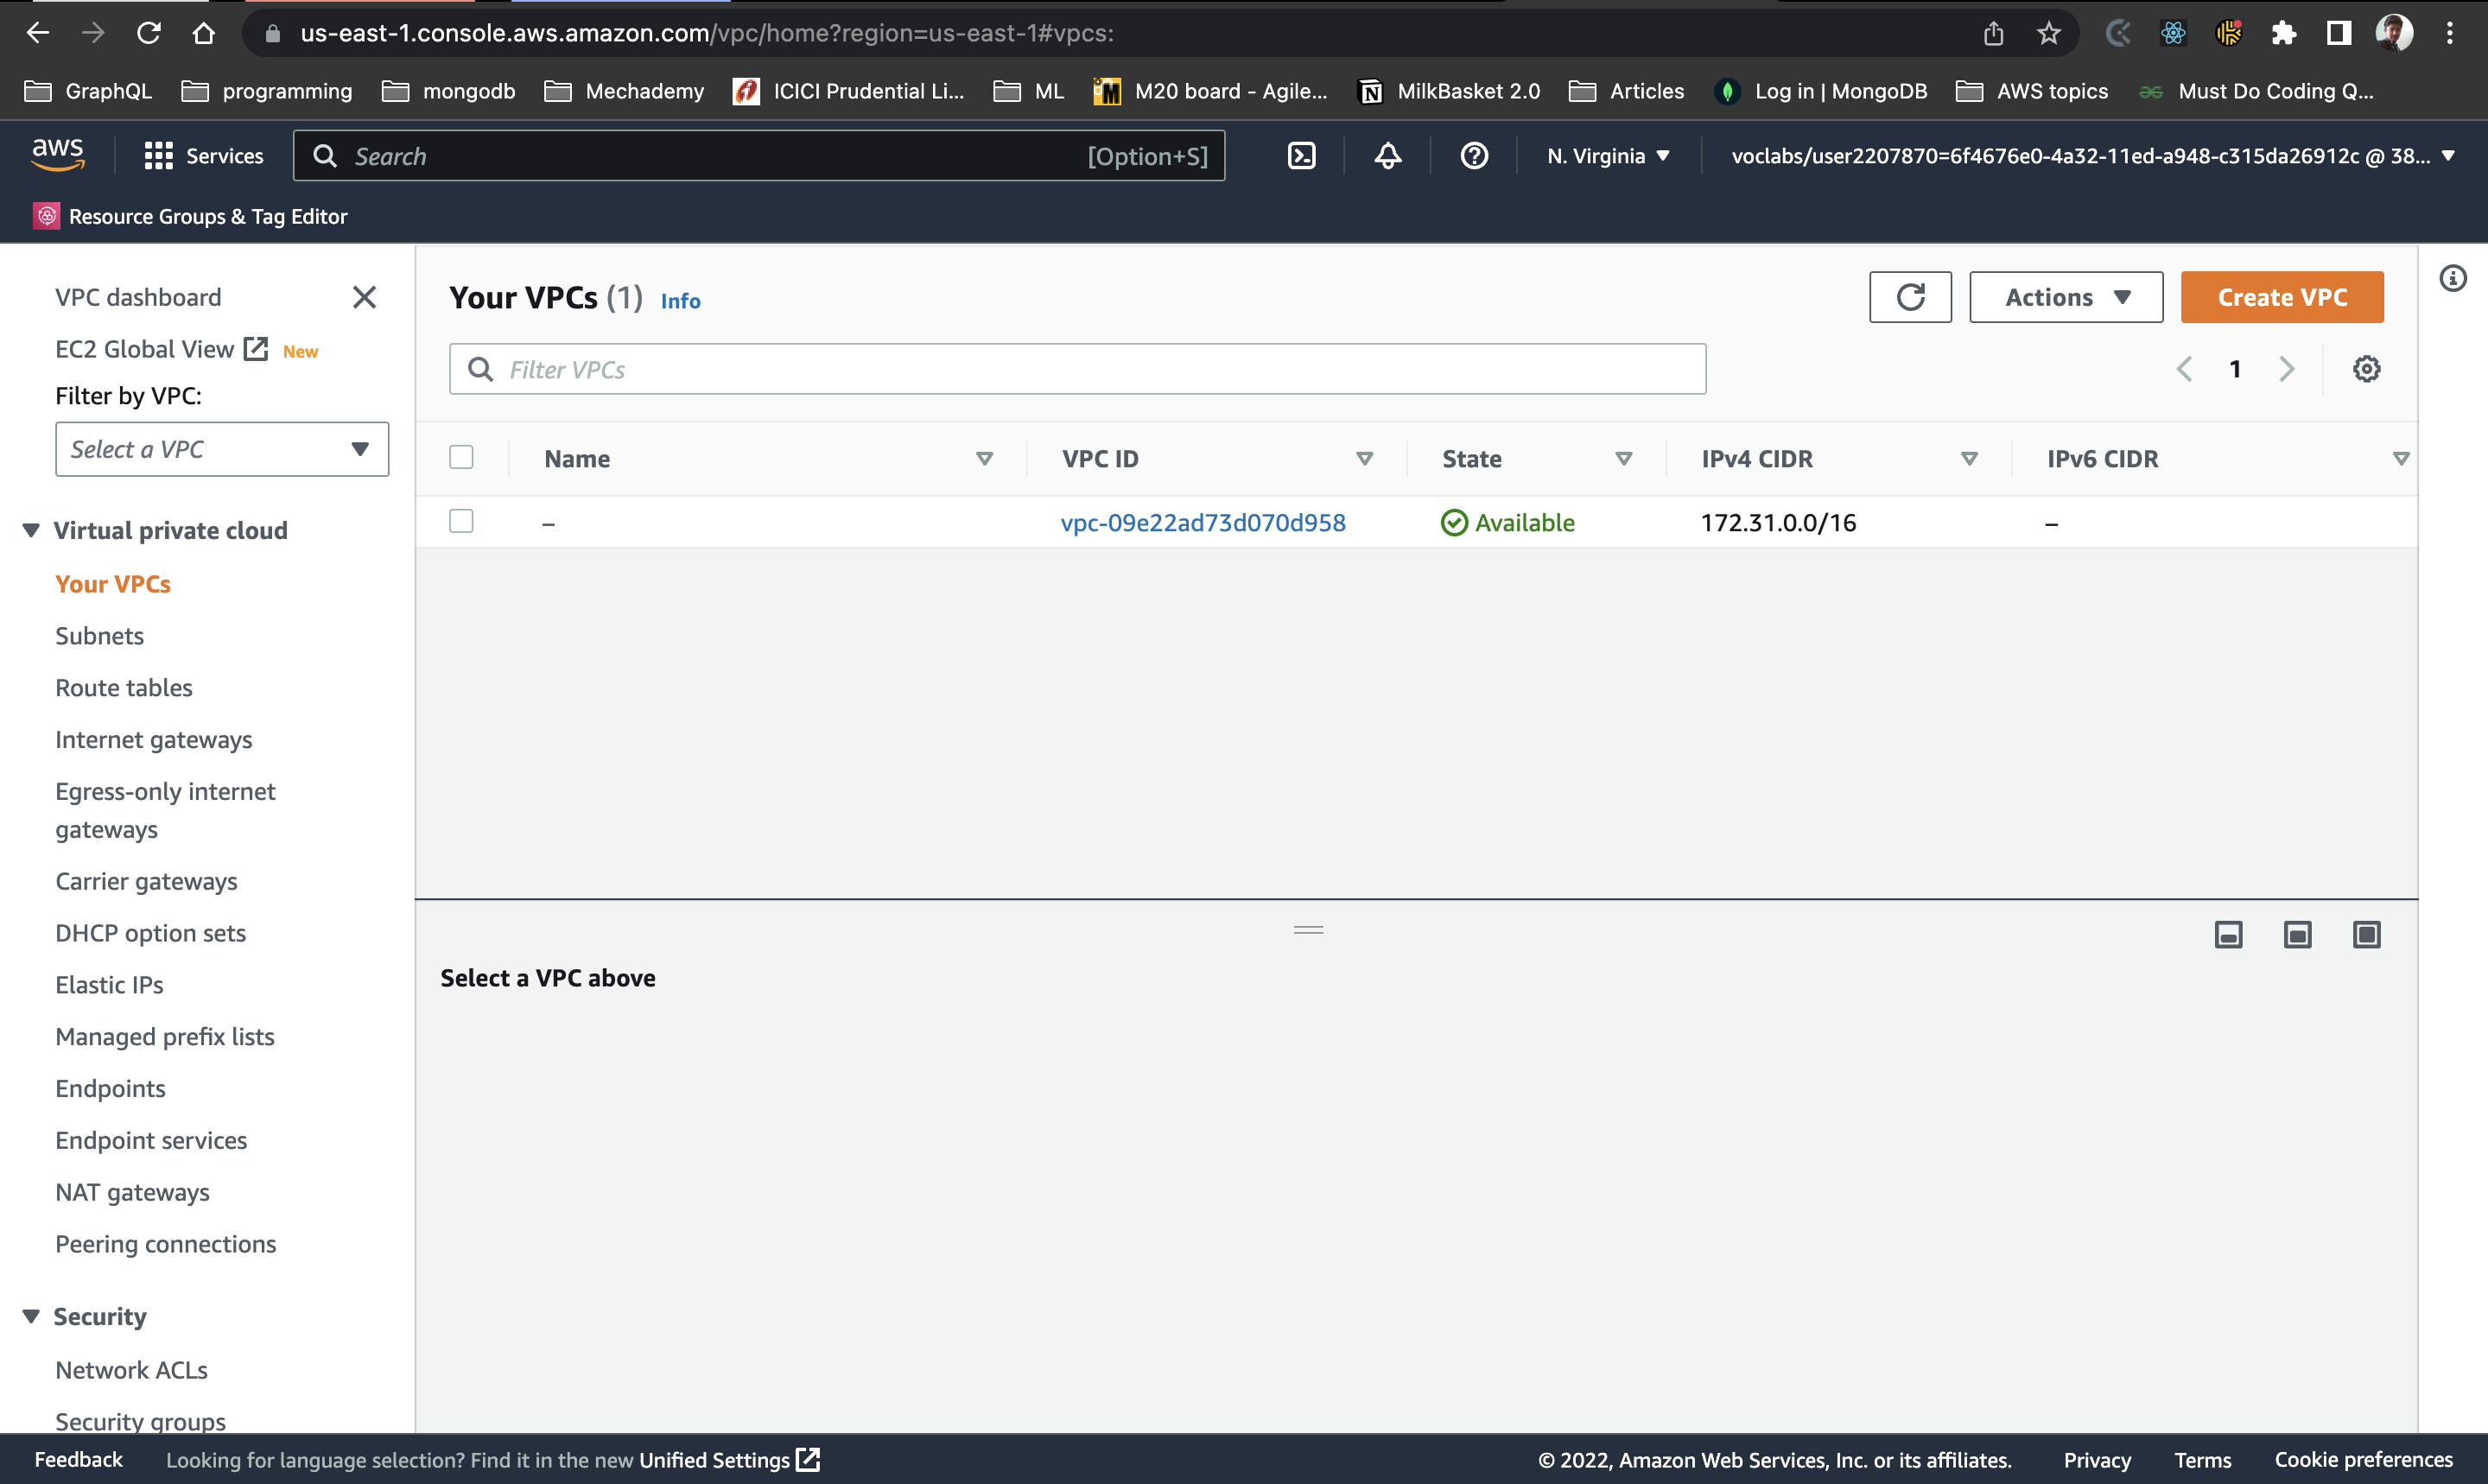 us-east-1.console.aws.amazon.com/vpc/home?region=us-east-1#vpcs:
GraphQL programming mongodb Mechademy ICICI Prudential Li... ML M20 board - Agile... MilkBasket 2.0 Articles Log in | MongoDB AWS topics Must Do Coding Q...
aws Services Search [Option+S] N. Virginia voclabs/user2207870=6f4676e0-4a32-11ed-a948-c315da26912c @ 38...
Resource Groups & Tag Editor
VPC dashboard
EC2 Global View New
Filter by VPC:
Select a VPC
Virtual private cloud
Your VPCs
Subnets
Route tables
Internet gateways
Egress-only internet
gateways
Carrier gateways
DHCP option sets
Elastic IPs
Managed prefix lists
Endpoints
Endpoint services
NAT gateways
Peering connections
Security
Network ACLs
Security groups
Your VPCs (1) Info
Actions Create VPC
Filter VPCs
1
Name VPC ID State IPv4 CIDR IPv6 CIDR
– vpc-09e22ad73d070d958 Available 172.31.0.0/16 –
Select a VPC above
Feedback Looking for language selection? Find it in the new Unified Settings © 2022, Amazon Web Services, Inc. or its affiliates. Privacy Terms Cookie preferences